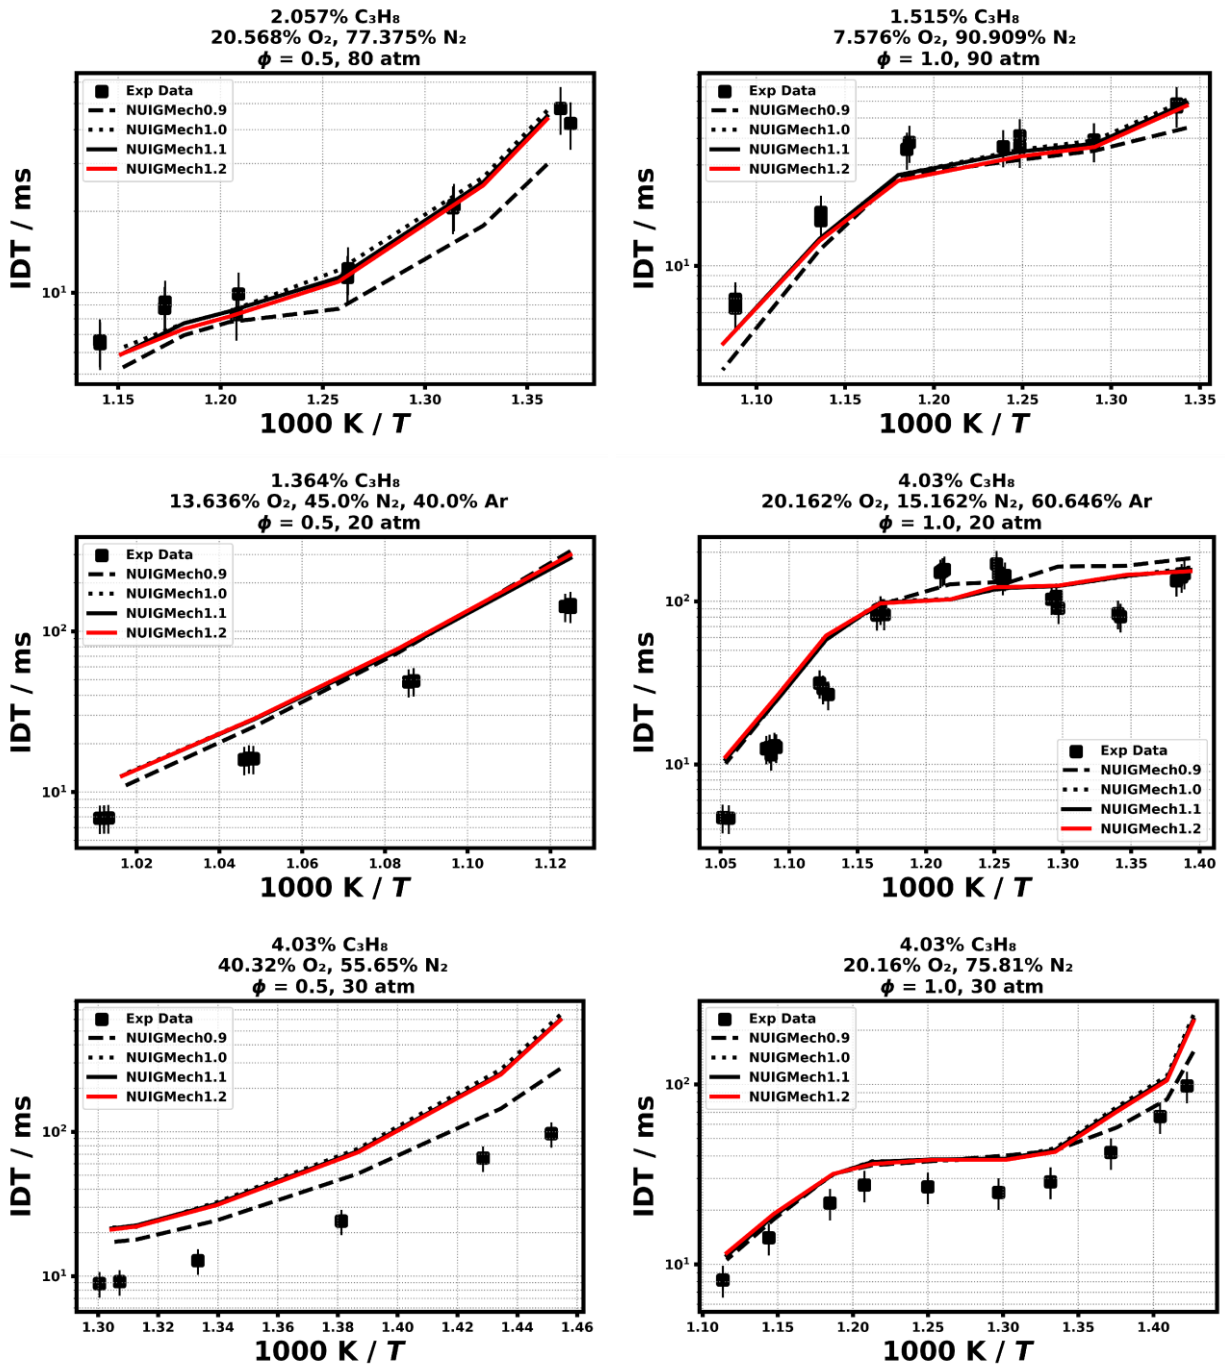 2.057% C₃H₈
20.568% O₂, 77.375% N₂
ϕ = 0.5, 80 atm
Exp Data
NUIGMech0.9
NUIGMech1.0
NUIGMech1.1
NUIGMech1.2
IDT / ms
10¹
1.15 1.20 1.25 1.30 1.35
1000 K / T
1.515% C₃H₈
7.576% O₂, 90.909% N₂
ϕ = 1.0, 90 atm
Exp Data
NUIGMech0.9
NUIGMech1.0
NUIGMech1.1
NUIGMech1.2
IDT / ms
10¹
1.10 1.15 1.20 1.25 1.30 1.35
1000 K / T
1.364% C₃H₈
13.636% O₂, 45.0% N₂, 40.0% Ar
ϕ = 0.5, 20 atm
Exp Data
NUIGMech0.9
NUIGMech1.0
NUIGMech1.1
NUIGMech1.2
IDT / ms
10²
10¹
1.02 1.04 1.06 1.08 1.10 1.12
1000 K / T
4.03% C₃H₈
20.162% O₂, 15.162% N₂, 60.646% Ar
ϕ = 1.0, 20 atm
IDT / ms
10²
10¹
Exp Data
NUIGMech0.9
NUIGMech1.0
NUIGMech1.1
NUIGMech1.2
1.05 1.10 1.15 1.20 1.25 1.30 1.35 1.40
1000 K / T
4.03% C₃H₈
40.32% O₂, 55.65% N₂
ϕ = 0.5, 30 atm
Exp Data
NUIGMech0.9
NUIGMech1.0
NUIGMech1.1
NUIGMech1.2
IDT / ms
10²
10¹
1.30 1.32 1.34 1.36 1.38 1.40 1.42 1.44 1.46
1000 K / T
4.03% C₃H₈
20.16% O₂, 75.81% N₂
ϕ = 1.0, 30 atm
Exp Data
NUIGMech0.9
NUIGMech1.0
NUIGMech1.1
NUIGMech1.2
IDT / ms
10²
10¹
1.10 1.15 1.20 1.25 1.30 1.35 1.40
1000 K / T